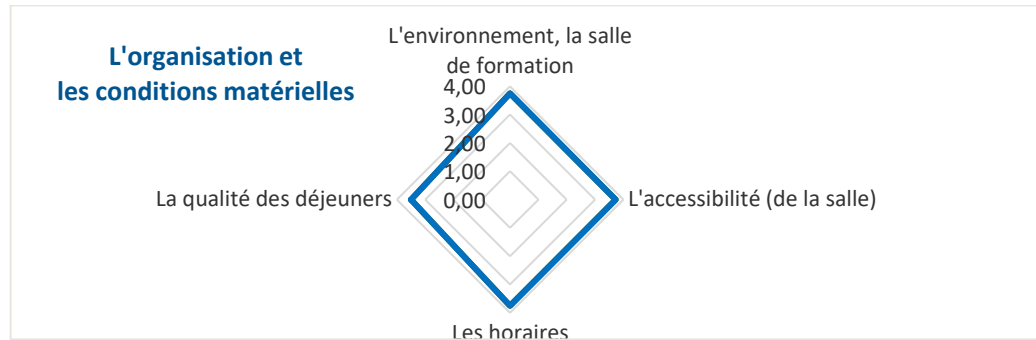 L'organisation et
les conditions matérielles
L'environnement, la salle
de formation
4,00
3,00
2,00
1,00
0,00
La qualité des déjeuners
L'accessibilité (de la salle)
Les horaires